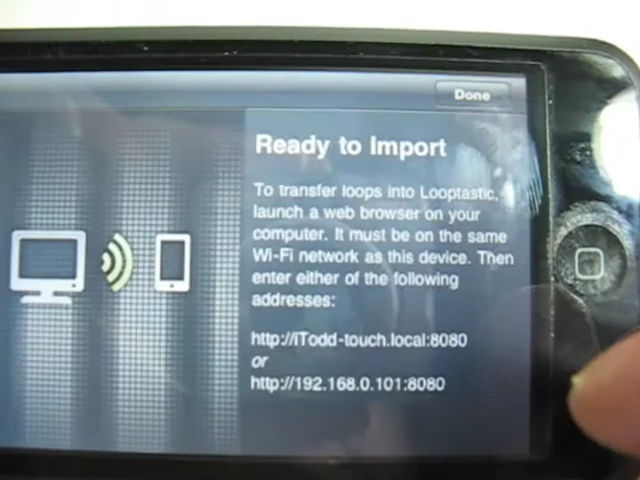 Done
Ready to Import
To transfer loops into Looptastic,
launch a web browser on your
computer. It must be on the same
Wi-Fi network as this device. Then
enter either of the following
addresses:
http://iTodd-touch.local:8080
or
http://192.168.0.101:8080